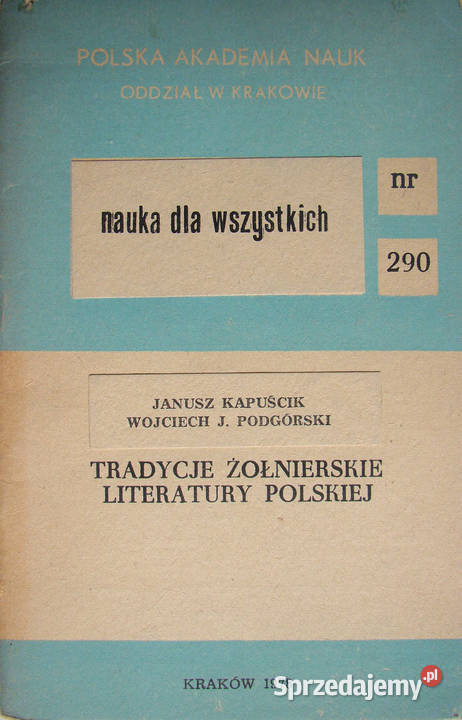 POLSKA AKADEMIA NAUK
ODDZIAŁ W KRAKOWIE
nauka dla wszystkich
nr
290
JANUSZ KAPUŚCIK
WOJCIECH J. PODGÓRSKI
TRADYCJE ŻOŁNIERSKIE
LITERATURY POLSKIEJ
KRAKÓW
Sprzedajemy.pl